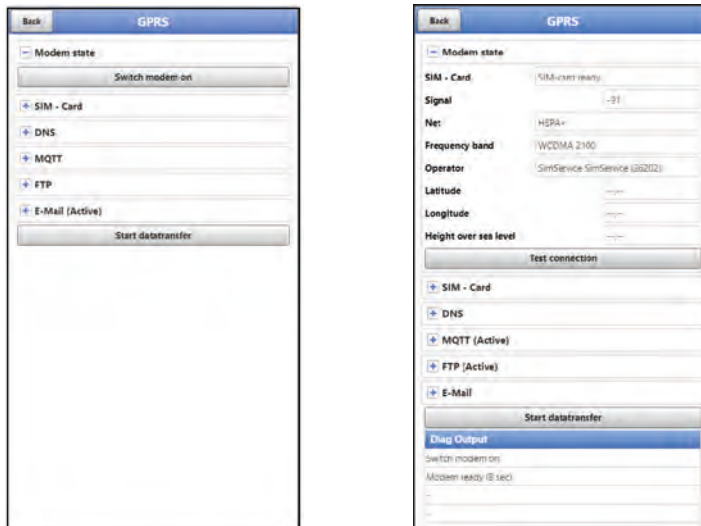 Back GPRS
Modem state
Switch modem on
SIM - Card
DNS
MQTT
FTP
E-Mail (Active)
Start datatransfer
Back GPRS
Modem state
SIM - Card SIM-card ready
Signal -91
Net HSPA+
Frequency band WCDMA 2100
Operator SimService SimService (26202)
Latitude --.--
Longitude --.--
Height over sea level --.--
Test connection
SIM - Card
DNS
MQTT (Active)
FTP (Active)
E-Mail
Start datatransfer
Diag Output
Switch modem on
Modem ready (8 sec)
-
-